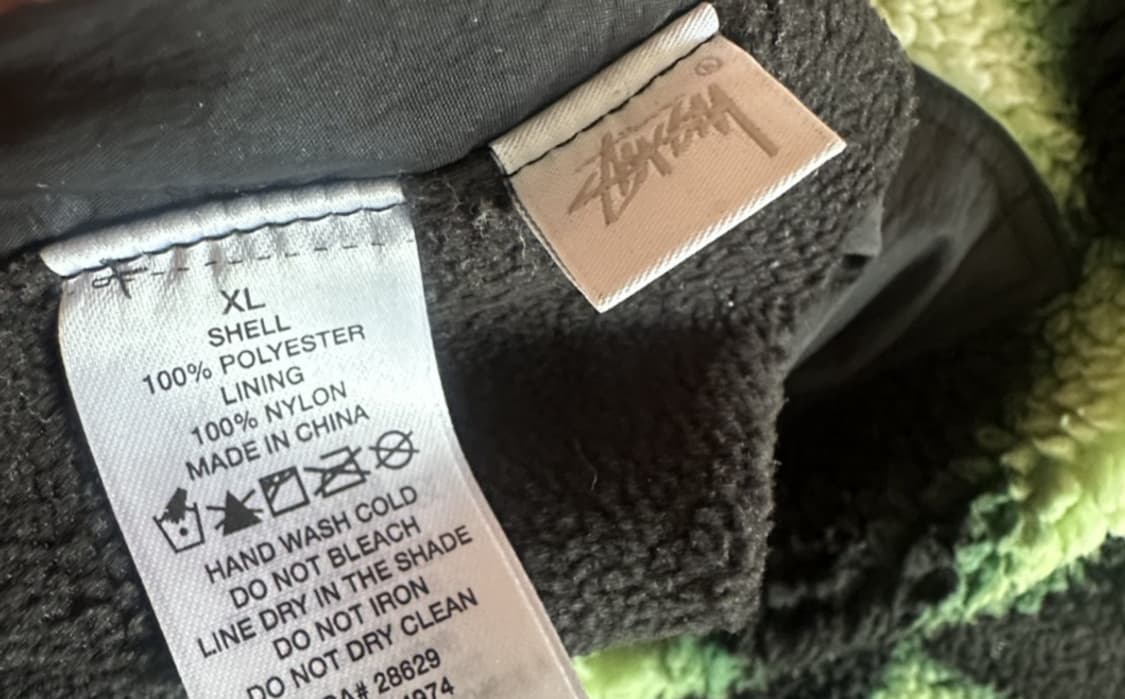 XL
SHELL
100% POLYESTER
LINING
100% NYLON
MADE IN CHINA
HAND WASH COLD
DO NOT BLEACH
LINE DRY IN THE SHADE
DO NOT IRON
DO NOT DRY CLEAN
28629
STÜSSY ®